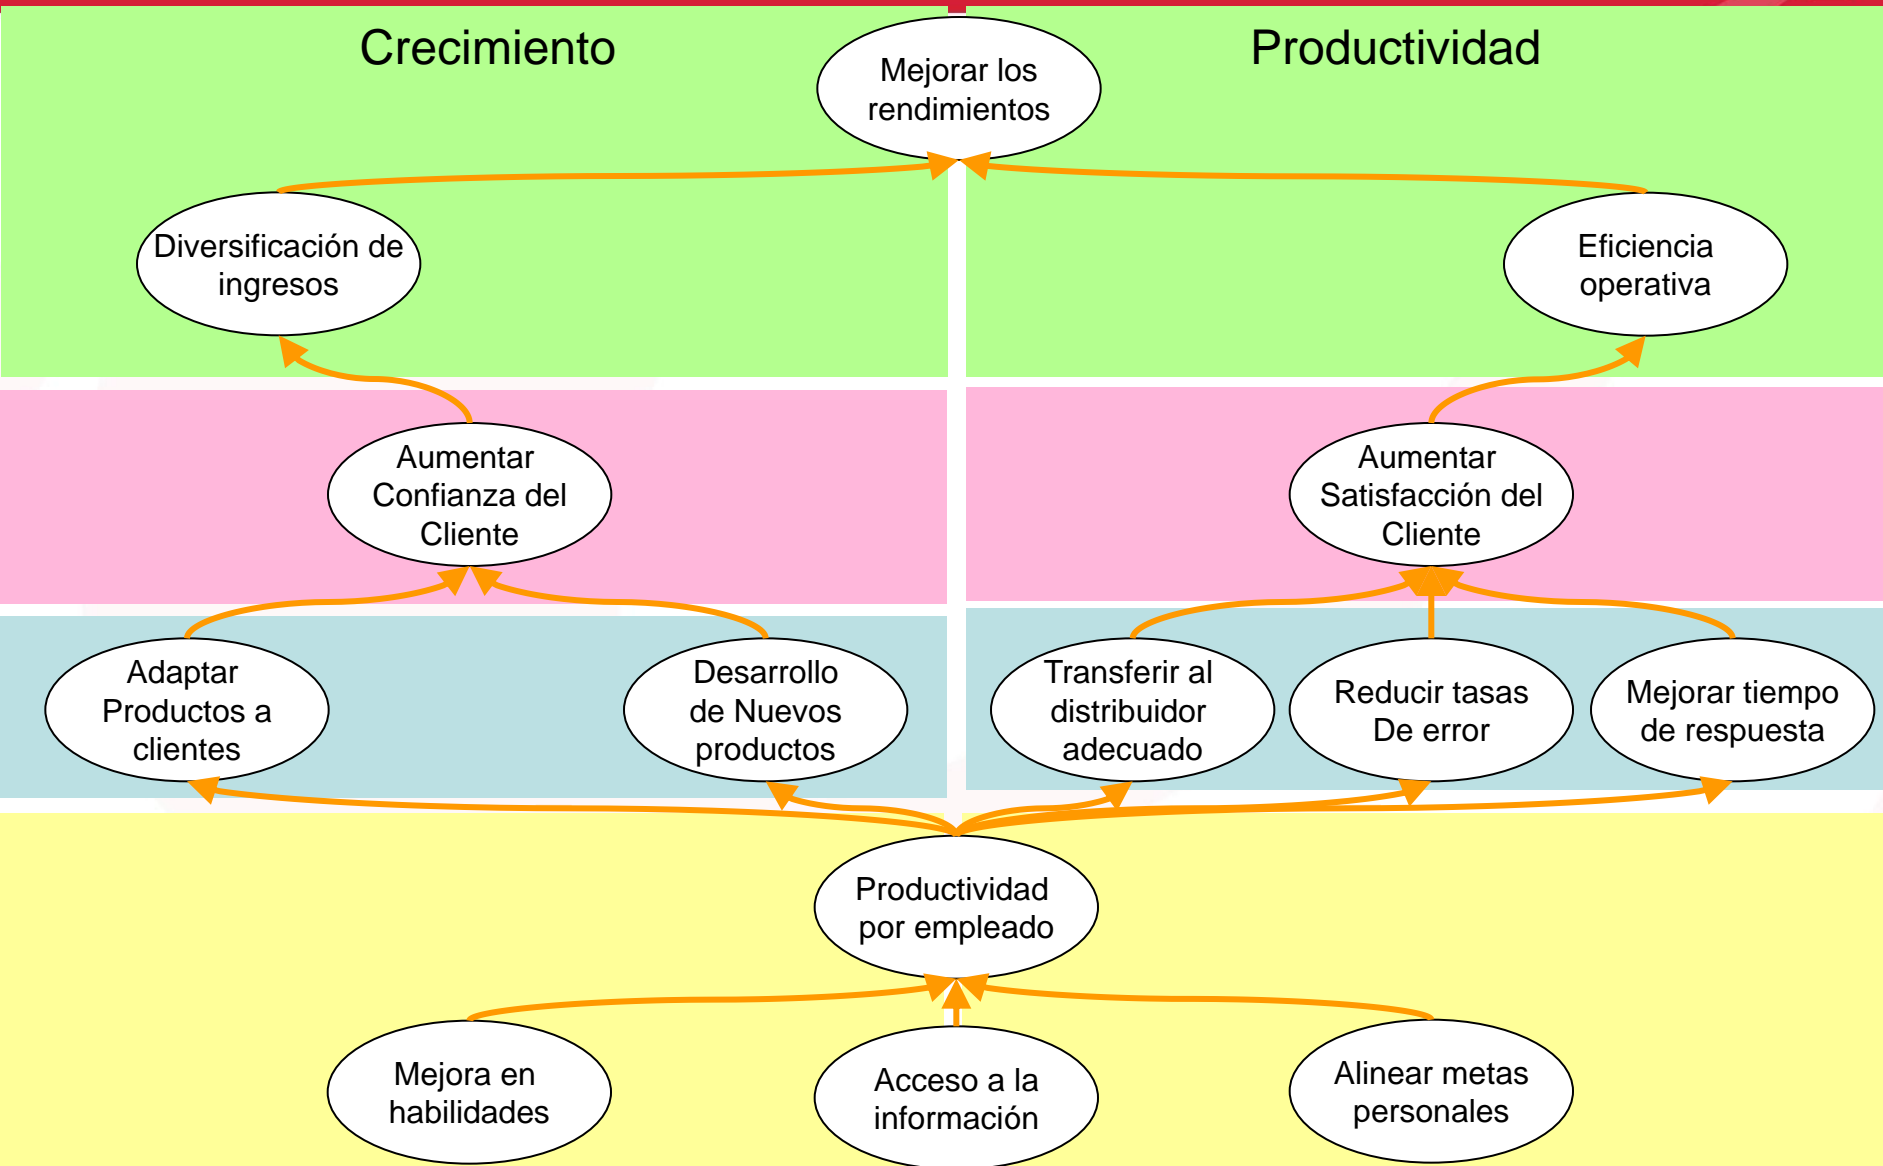 Crecimiento
Productividad
Mejorar los
rendimientos
Diversificación de
ingresos
Eficiencia
operativa
Aumentar
Confianza del
Cliente
Aumentar
Satisfacción del
Cliente
Adaptar
Productos a
clientes
Desarrollo
de Nuevos
productos
Transferir al
distribuidor
adecuado
Reducir tasas
De error
Mejorar tiempo
de respuesta
Productividad
por empleado
Mejora en
habilidades
Acceso a la
información
Alinear metas
personales